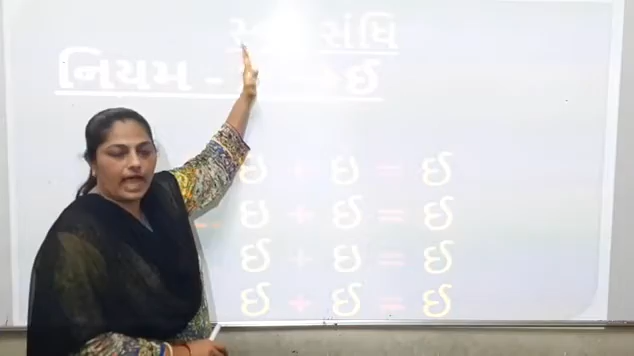 સંધિ
નિયમ - ઈ
ઇ + ઇ = ઈ
ઇ + ઈ = ઈ
ઈ + ઇ = ઈ
ઈ + ઈ = ઈ